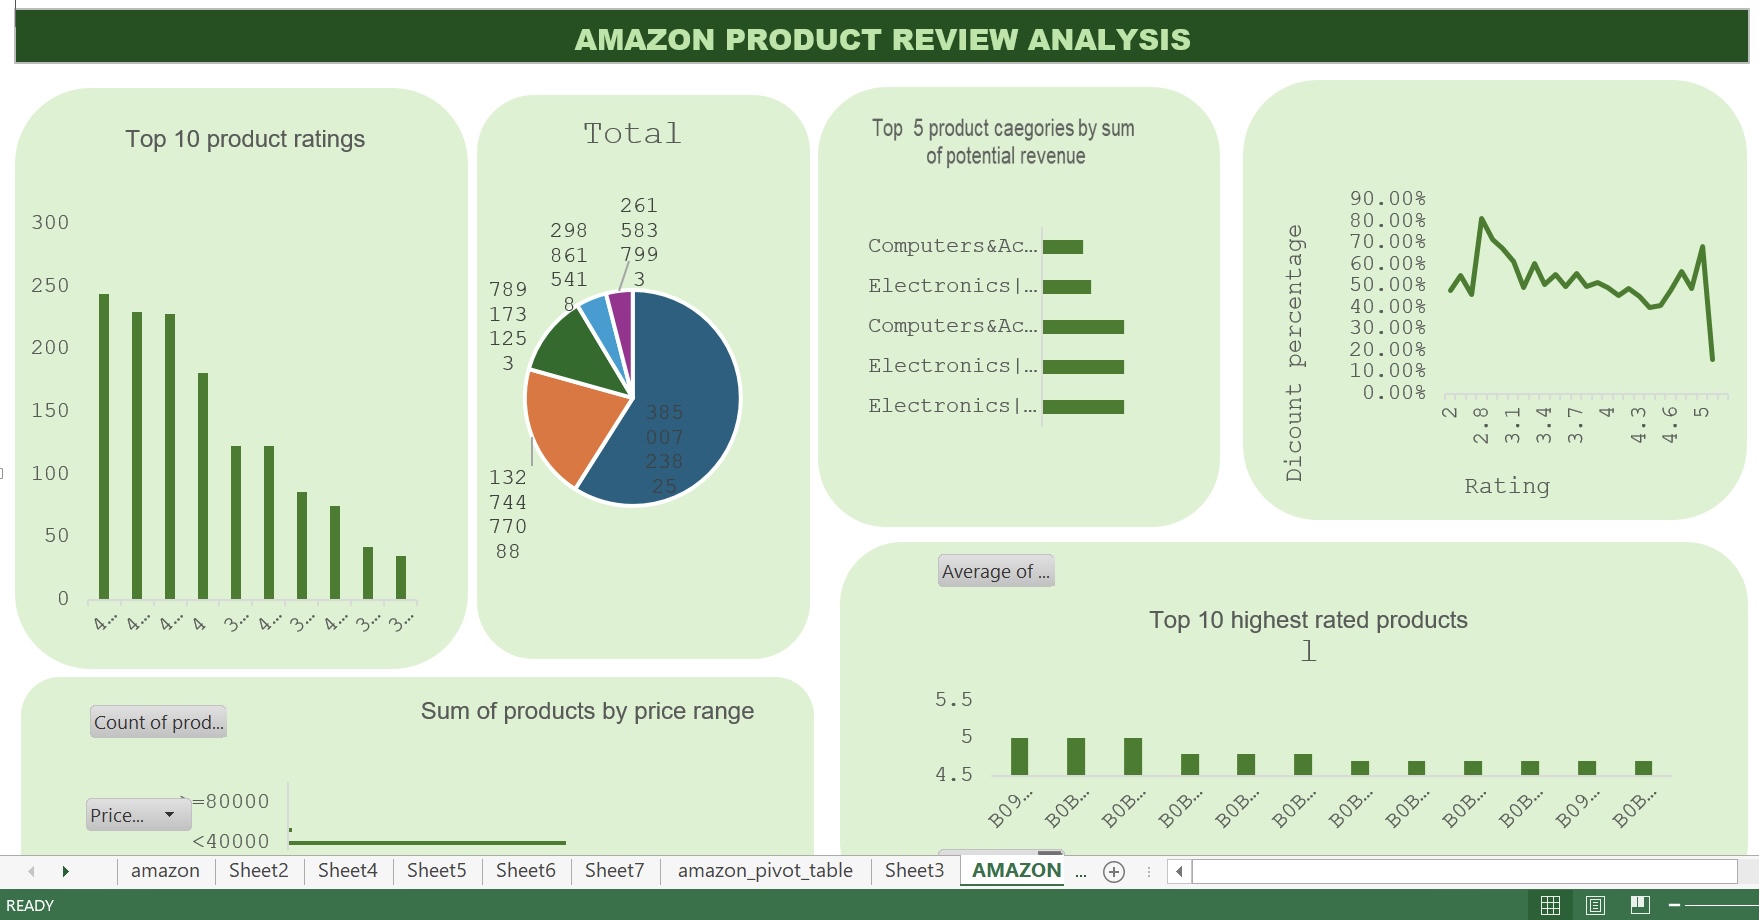 AMAZON PRODUCT REVIEW ANALYSIS
Top 10 product ratings
300
250
200
150
100
50
0
4... 4... 4... 4 3... 4... 3... 4... 3... 3...
Total
261
583
799
3
298
861
541
8
789
173
125
3
132
744
770
88
385
007
238
25
Top 5 product caegories by sum
of potential revenue
Computers&Ac...
Electronics|...
Computers&Ac...
Electronics|...
Electronics|...
Dicount percentage
90.00%
80.00%
70.00%
60.00%
50.00%
40.00%
30.00%
20.00%
10.00%
0.00%
2 2.8 3.1 3.4 3.7 4 4.3 4.6 5
Rating
Count of prod...
Sum of products by price range
Price...
>=80000
<40000
Average of ...
Top 10 highest rated products
l
5.5
5
4.5
B09... B0B... B0B... B0B... B0B... B0B... B0B... B0B... B0B... B0B... B09... B0B...
amazon Sheet2 Sheet4 Sheet5 Sheet6 Sheet7 amazon_pivot_table Sheet3 AMAZON ...
READY